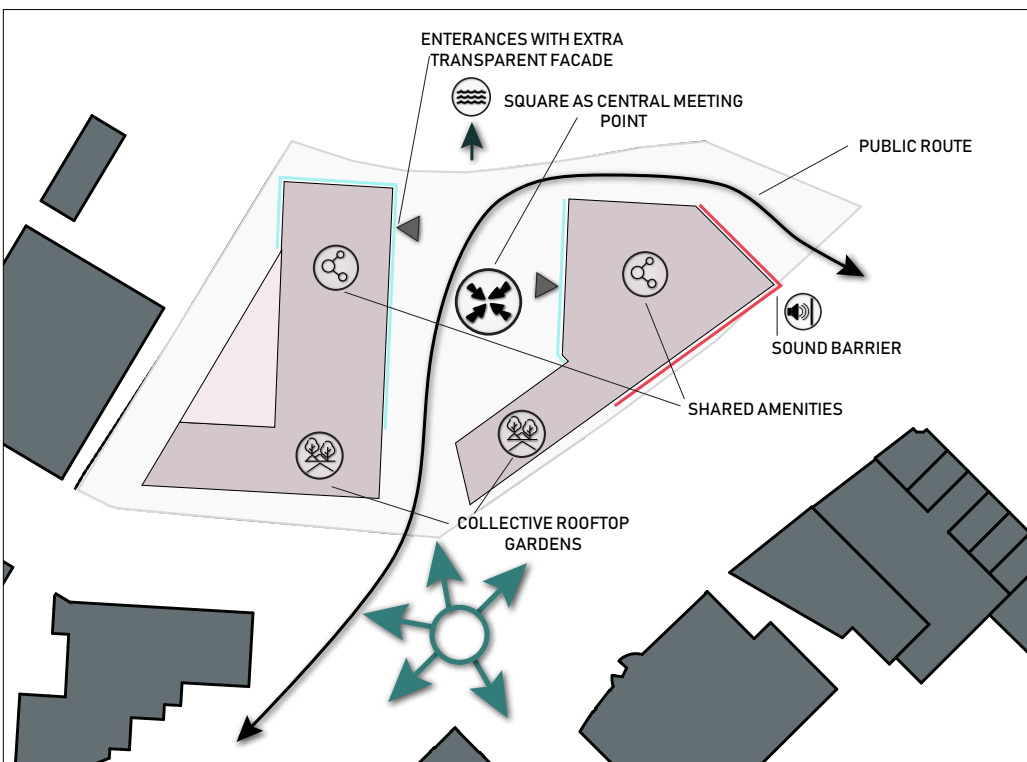 ENTERANCES WITH EXTRA
TRANSPARENT FACADE
SQUARE AS CENTRAL MEETING
POINT
PUBLIC ROUTE
SOUND BARRIER
SHARED AMENITIES
COLLECTIVE ROOFTOP
GARDENS